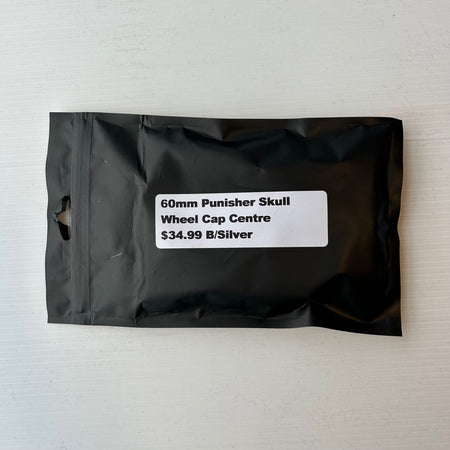 60mm Punisher Skull
Wheel Cap Centre
$34.99 B/Silver